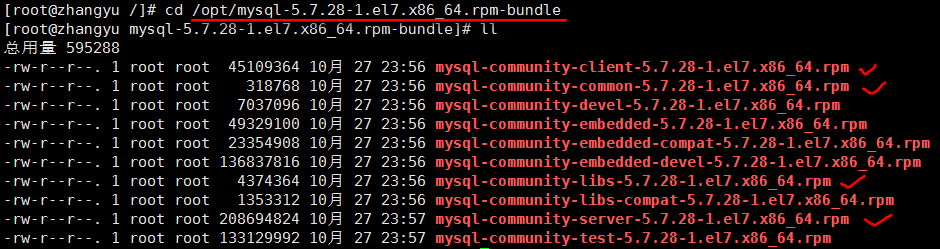 [root@zhangyu /]# cd /opt/mysql-5.7.28-1.el7.x86_64.rpm-bundle
[root@zhangyu mysql-5.7.28-1.el7.x86_64.rpm-bundle]# ll
总用量 595288
-rw-r--r--. 1 root root  45109364 10月 27 23:56 mysql-community-client-5.7.28-1.el7.x86_64.rpm
-rw-r--r--. 1 root root    318768 10月 27 23:56 mysql-community-common-5.7.28-1.el7.x86_64.rpm
-rw-r--r--. 1 root root   7037096 10月 27 23:56 mysql-community-devel-5.7.28-1.el7.x86_64.rpm
-rw-r--r--. 1 root root  49329100 10月 27 23:56 mysql-community-embedded-5.7.28-1.el7.x86_64.rpm
-rw-r--r--. 1 root root  23354908 10月 27 23:56 mysql-community-embedded-compat-5.7.28-1.el7.x86_64.rpm
-rw-r--r--. 1 root root 136837816 10月 27 23:56 mysql-community-embedded-devel-5.7.28-1.el7.x86_64.rpm
-rw-r--r--. 1 root root   4374364 10月 27 23:56 mysql-community-libs-5.7.28-1.el7.x86_64.rpm
-rw-r--r--. 1 root root   1353312 10月 27 23:56 mysql-community-libs-compat-5.7.28-1.el7.x86_64.rpm
-rw-r--r--. 1 root root 208694824 10月 27 23:57 mysql-community-server-5.7.28-1.el7.x86_64.rpm
-rw-r--r--. 1 root root 133129992 10月 27 23:57 mysql-community-test-5.7.28-1.el7.x86_64.rpm